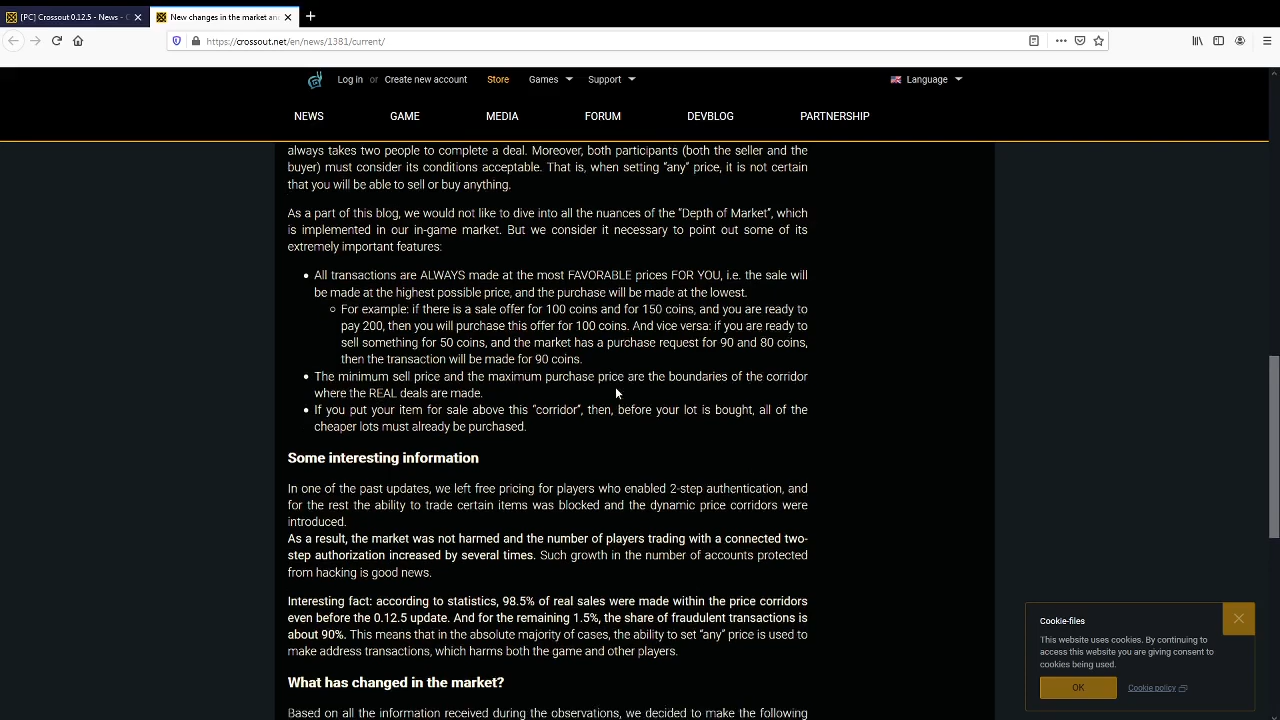 [PC] Crossout 0.12.5 - News - C
New changes in the market an
https://crossout.net/en/news/1381/current/
Log in or Create new account Store Games Support Language
NEWS GAME MEDIA FORUM DEVBLOG PARTNERSHIP
always takes two people to complete a deal. Moreover, both participants (both the seller and the
buyer) must consider its conditions acceptable. That is, when setting “any” price, it is not certain
that you will be able to sell or buy anything.
As a part of this blog, we would not like to dive into all the nuances of the “Depth of Market”, which
is implemented in our in-game market. But we consider it necessary to point out some of its
extremely important features:
All transactions are ALWAYS made at the most FAVORABLE prices FOR YOU, i.e. the sale will
be made at the highest possible price, and the purchase will be made at the lowest.
For example: if there is a sale offer for 100 coins and for 150 coins, and you are ready to
pay 200, then you will purchase this offer for 100 coins. And vice versa: if you are ready to
sell something for 50 coins, and the market has a purchase request for 90 and 80 coins,
then the transaction will be made for 90 coins.
The minimum sell price and the maximum purchase price are the boundaries of the corridor
where the REAL deals are made.
If you put your item for sale above this “corridor”, then, before your lot is bought, all of the
cheaper lots must already be purchased.
Some interesting information
In one of the past updates, we left free pricing for players who enabled 2-step authentication, and
for the rest the ability to trade certain items was blocked and the dynamic price corridors were
introduced.
As a result, the market was not harmed and the number of players trading with a connected two-
step authorization increased by several times. Such growth in the number of accounts protected
from hacking is good news.
Interesting fact: according to statistics, 98.5% of real sales were made within the price corridors
even before the 0.12.5 update. And for the remaining 1.5%, the share of fraudulent transactions is
about 90%. This means that in the absolute majority of cases, the ability to set “any” price is used to
make address transactions, which harms both the game and other players.
What has changed in the market?
Based on all the information received during the observations, we decided to make the following
Cookie-files
This website uses cookies. By continuing to
access this website you are giving consent to
cookies being used.
OK Cookie policy